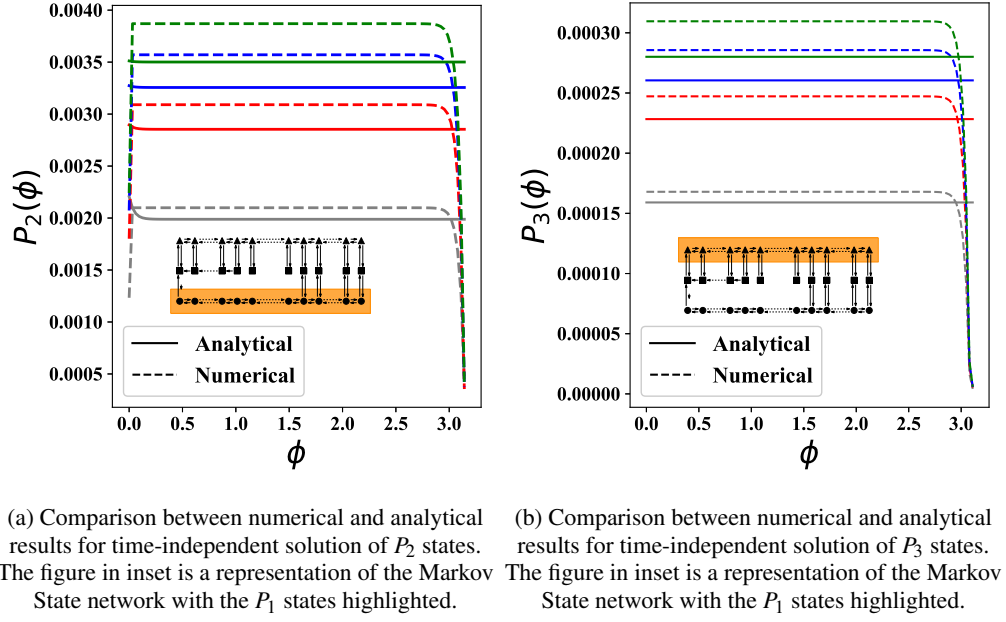 0.0040
0.0035
0.0030
0.0025
0.0020
0.0015
0.0010
0.0005
P₂(ϕ)
Analytical
Numerical
0.0 0.5 1.0 1.5 2.0 2.5 3.0
ϕ
0.00030
0.00025
0.00020
0.00015
0.00010
0.00005
0.00000
P₃(ϕ)
Analytical
Numerical
0.0 0.5 1.0 1.5 2.0 2.5 3.0
ϕ
(a) Comparison between numerical and analytical
results for time-independent solution of P₂ states.
The figure in inset is a representation of the Markov
State network with the P₁ states highlighted.
(b) Comparison between numerical and analytical
results for time-independent solution of P₃ states.
The figure in inset is a representation of the Markov
State network with the P₁ states highlighted.